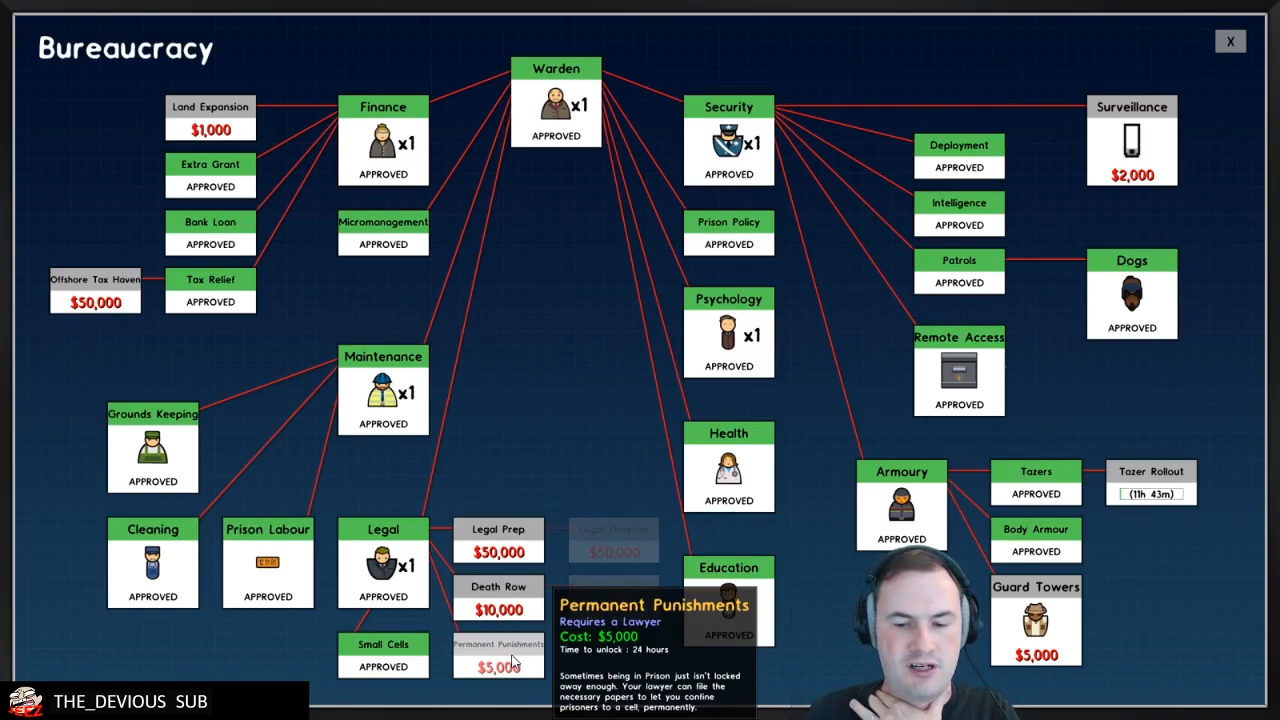 Bureaucracy
X
Warden
x1
APPROVED
Land Expansion
$1,000
Finance
x1
APPROVED
Extra Grant
APPROVED
Bank Loan
APPROVED
Micromanagement
APPROVED
Offshore Tax Haven
$50,000
Tax Relief
APPROVED
Maintenance
x1
APPROVED
Grounds Keeping
APPROVED
Cleaning
APPROVED
Prison Labour
APPROVED
Legal
x1
APPROVED
Legal Prep
$50,000
Legal Defense
$50,000
Death Row
$10,000
Small Cells
APPROVED
Permanent Punishments
$5,000
Security
x1
APPROVED
Surveillance
$2,000
Deployment
APPROVED
Intelligence
APPROVED
Prison Policy
APPROVED
Patrols
APPROVED
Dogs
APPROVED
Psychology
x1
APPROVED
Remote Access
APPROVED
Health
APPROVED
Armoury
APPROVED
Tazers
APPROVED
Tazer Rollout
(11h 43m)
Body Armour
APPROVED
Guard Towers
$5,000
Education
APPROVED
Permanent Punishments
Requires a Lawyer
Cost: $5,000
Time to unlock : 24 hours
Sometimes being in Prison just isn't locked
away enough. Your lawyer can file the
necessary papers to let you confine
prisoners to a cell, permanently.
THE_DEVIOUS SUB